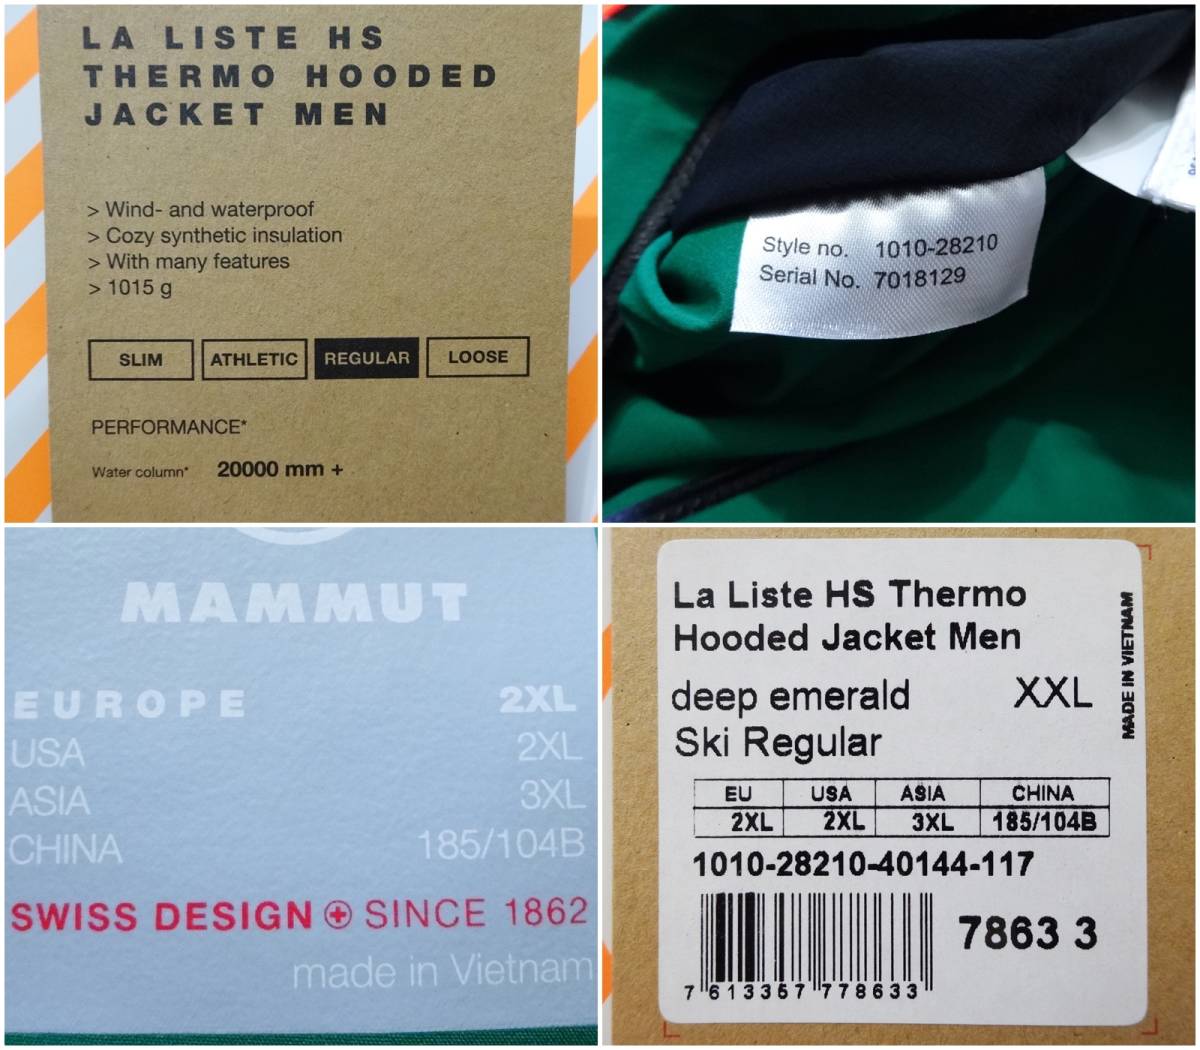 LA LISTE HS
THERMO HOODED
JACKET MEN
> Wind- and waterproof
> Cozy synthetic insulation
> With many features
> 1015 g
SLIM ATHLETIC REGULAR LOOSE
PERFORMANCE*
Water column* 20000 mm +
Style no. 1010-28210
Serial No. 7018129
MAMMUT
EUROPE 2XL
USA 2XL
ASIA 3XL
CHINA 185/104B
SWISS DESIGN SINCE 1862
made in Vietnam
La Liste HS Thermo
Hooded Jacket Men
deep emerald XXL
Ski Regular
MADE IN VIETNAM
EU USA ASIA CHINA
2XL 2XL 3XL 185/104B
1010-28210-40144-117
7863 3
7 613357 778633